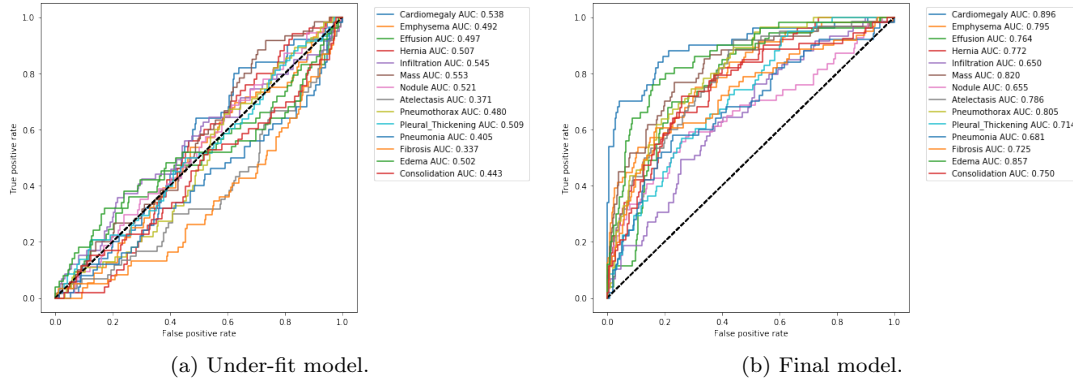 1.0
0.8
0.6
0.4
0.2
0.0
True positive rate
0.0 0.2 0.4 0.6 0.8 1.0
False positive rate
Cardiomegaly AUC: 0.538
Emphysema AUC: 0.492
Effusion AUC: 0.497
Hernia AUC: 0.507
Infiltration AUC: 0.545
Mass AUC: 0.553
Nodule AUC: 0.521
Atelectasis AUC: 0.371
Pneumothorax AUC: 0.480
Pleural_Thickening AUC: 0.509
Pneumonia AUC: 0.405
Fibrosis AUC: 0.337
Edema AUC: 0.502
Consolidation AUC: 0.443
(a) Under-fit model.
1.0
0.8
0.6
0.4
0.2
0.0
True positive rate
0.0 0.2 0.4 0.6 0.8 1.0
False positive rate
Cardiomegaly AUC: 0.896
Emphysema AUC: 0.795
Effusion AUC: 0.764
Hernia AUC: 0.772
Infiltration AUC: 0.650
Mass AUC: 0.820
Nodule AUC: 0.655
Atelectasis AUC: 0.786
Pneumothorax AUC: 0.805
Pleural_Thickening AUC: 0.714
Pneumonia AUC: 0.681
Fibrosis AUC: 0.725
Edema AUC: 0.857
Consolidation AUC: 0.750
(b) Final model.